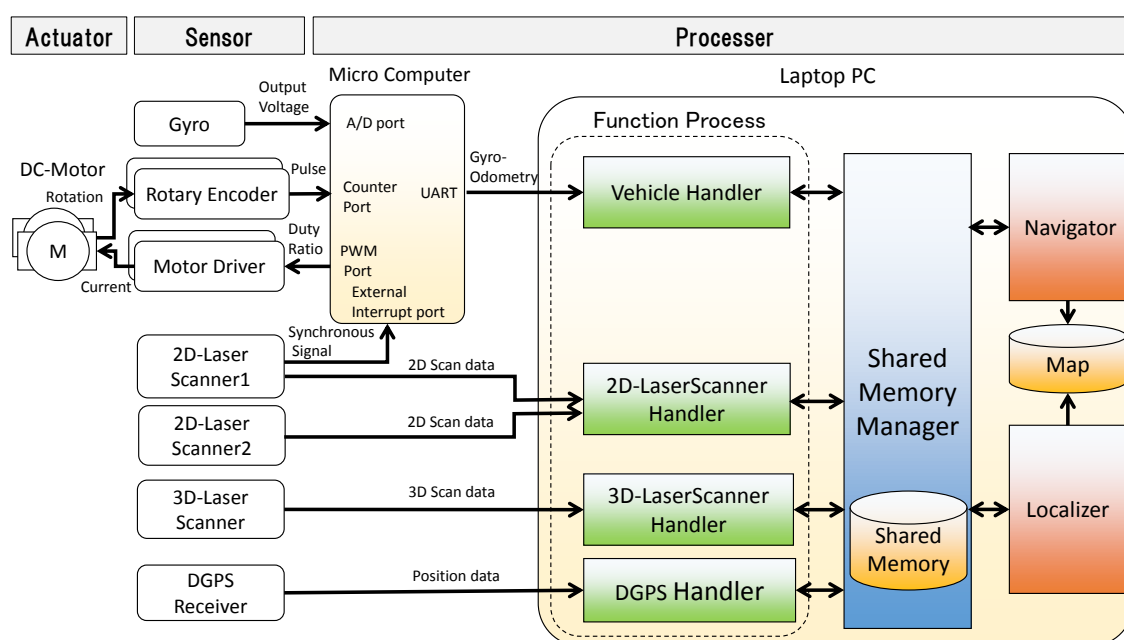 Actuator
Sensor
Processer
Micro Computer
Laptop PC
Output
Voltage
Gyro
A/D port
Function Process
DC-Motor
Rotation
Rotary Encoder
Pulse
Counter
Port
UART
Gyro-
Odometry
Vehicle Handler
M
Current
Motor Driver
Duty
Ratio
PWM
Port
External
Interrupt port
Navigator
Synchronous
Signal
2D-Laser
Scanner1
2D Scan data
2D-LaserScanner
Handler
Shared
Memory
Manager
Map
2D-Laser
Scanner2
2D Scan data
3D-Laser
Scanner
3D Scan data
3D-LaserScanner
Handler
Shared
Memory
Localizer
DGPS
Receiver
Position data
DGPS Handler